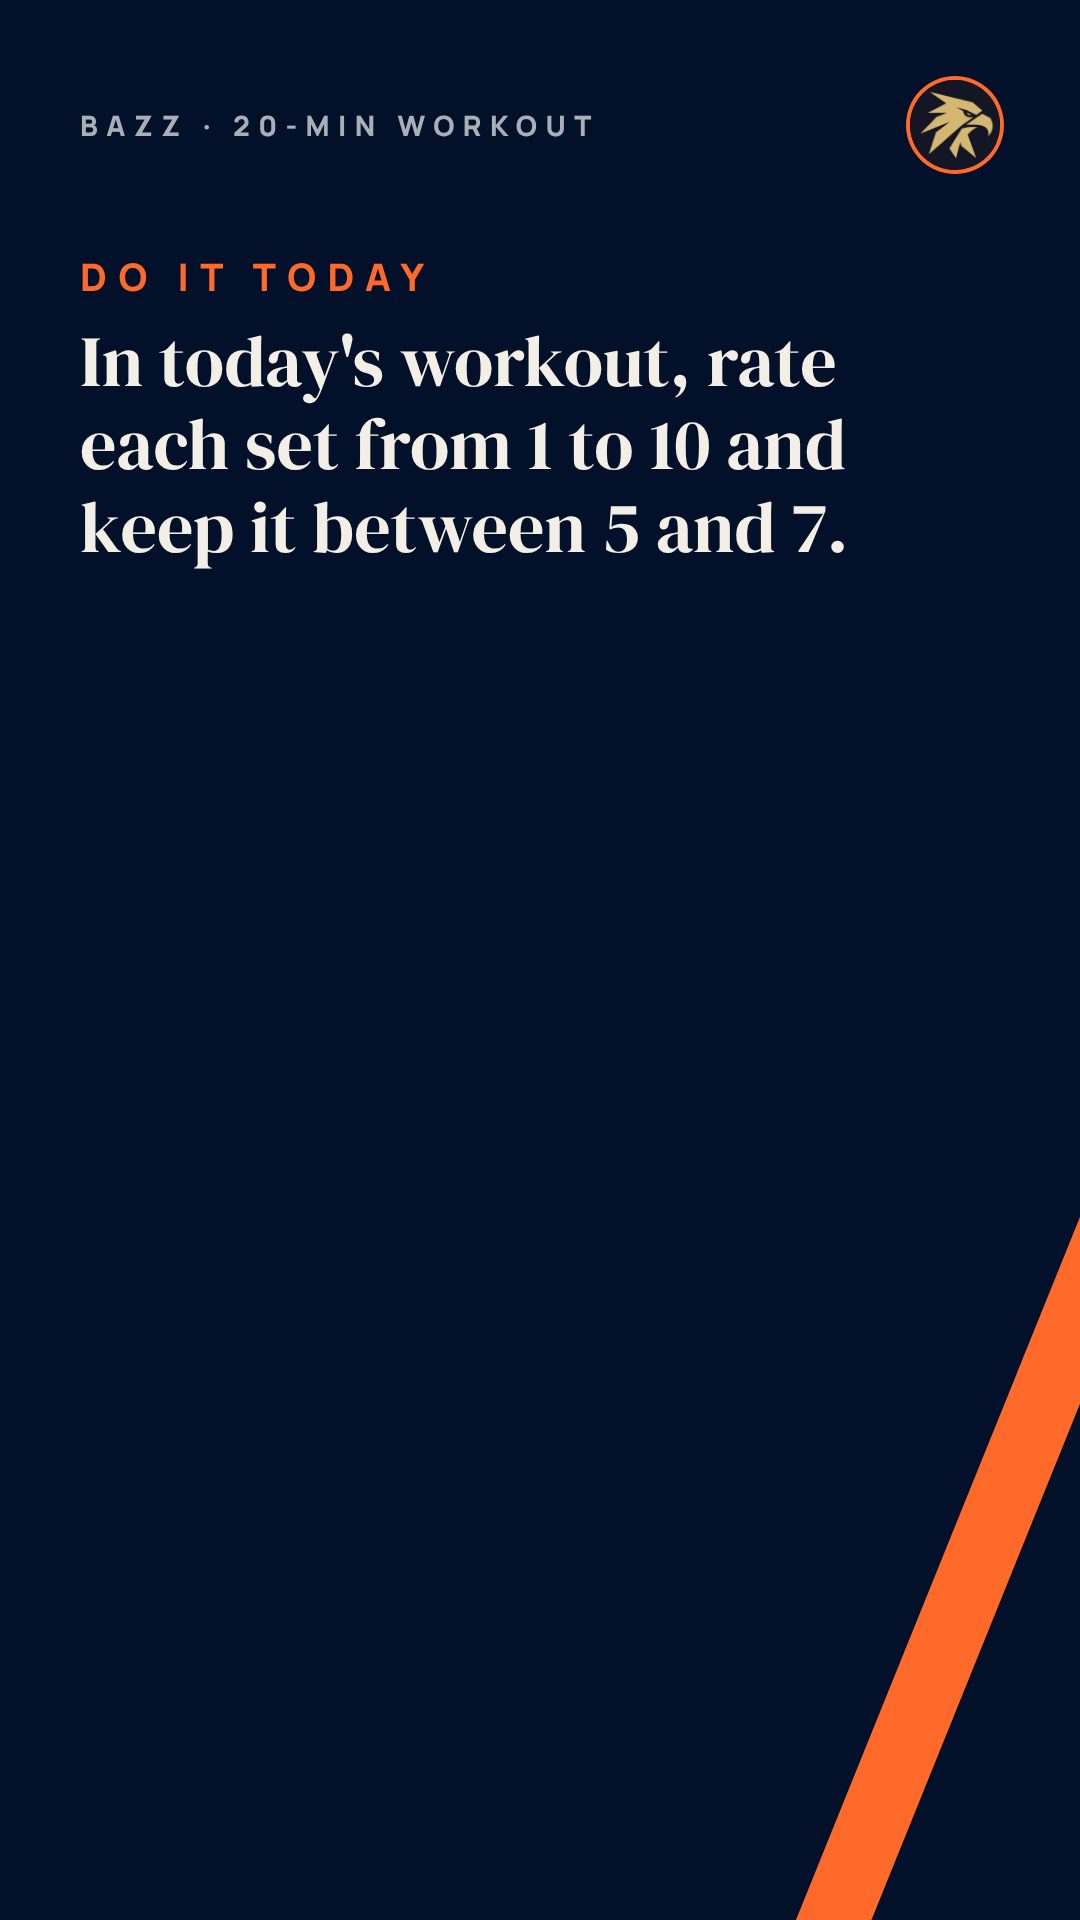 BAZZ · 20-MIN WORKOUT
DO IT TODAY
In today's workout, rate
each set from 1 to 10 and
keep it between 5 and 7.